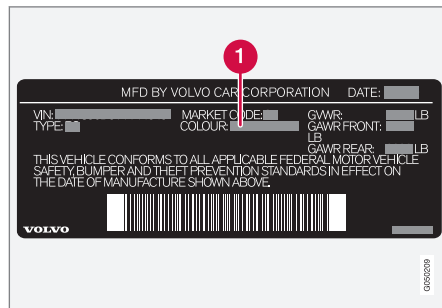 1
MFD BY VOLVO CAR CORPORATION DATE:
VIN: MARKET CODE: GVWR: LB
TYPE: COLOUR: GAWR FRONT:
LB
GAWR REAR: LB
THIS VEHICLE CONFORMS TO ALL APPLICABLE FEDERAL MOTOR VEHICLE
SAFETY, BUMPER AND THEFT PREVENTION STANDARDS IN EFFECT ON
THE DATE OF MANUFACTURE SHOWN ABOVE.
VOLVO
G050209